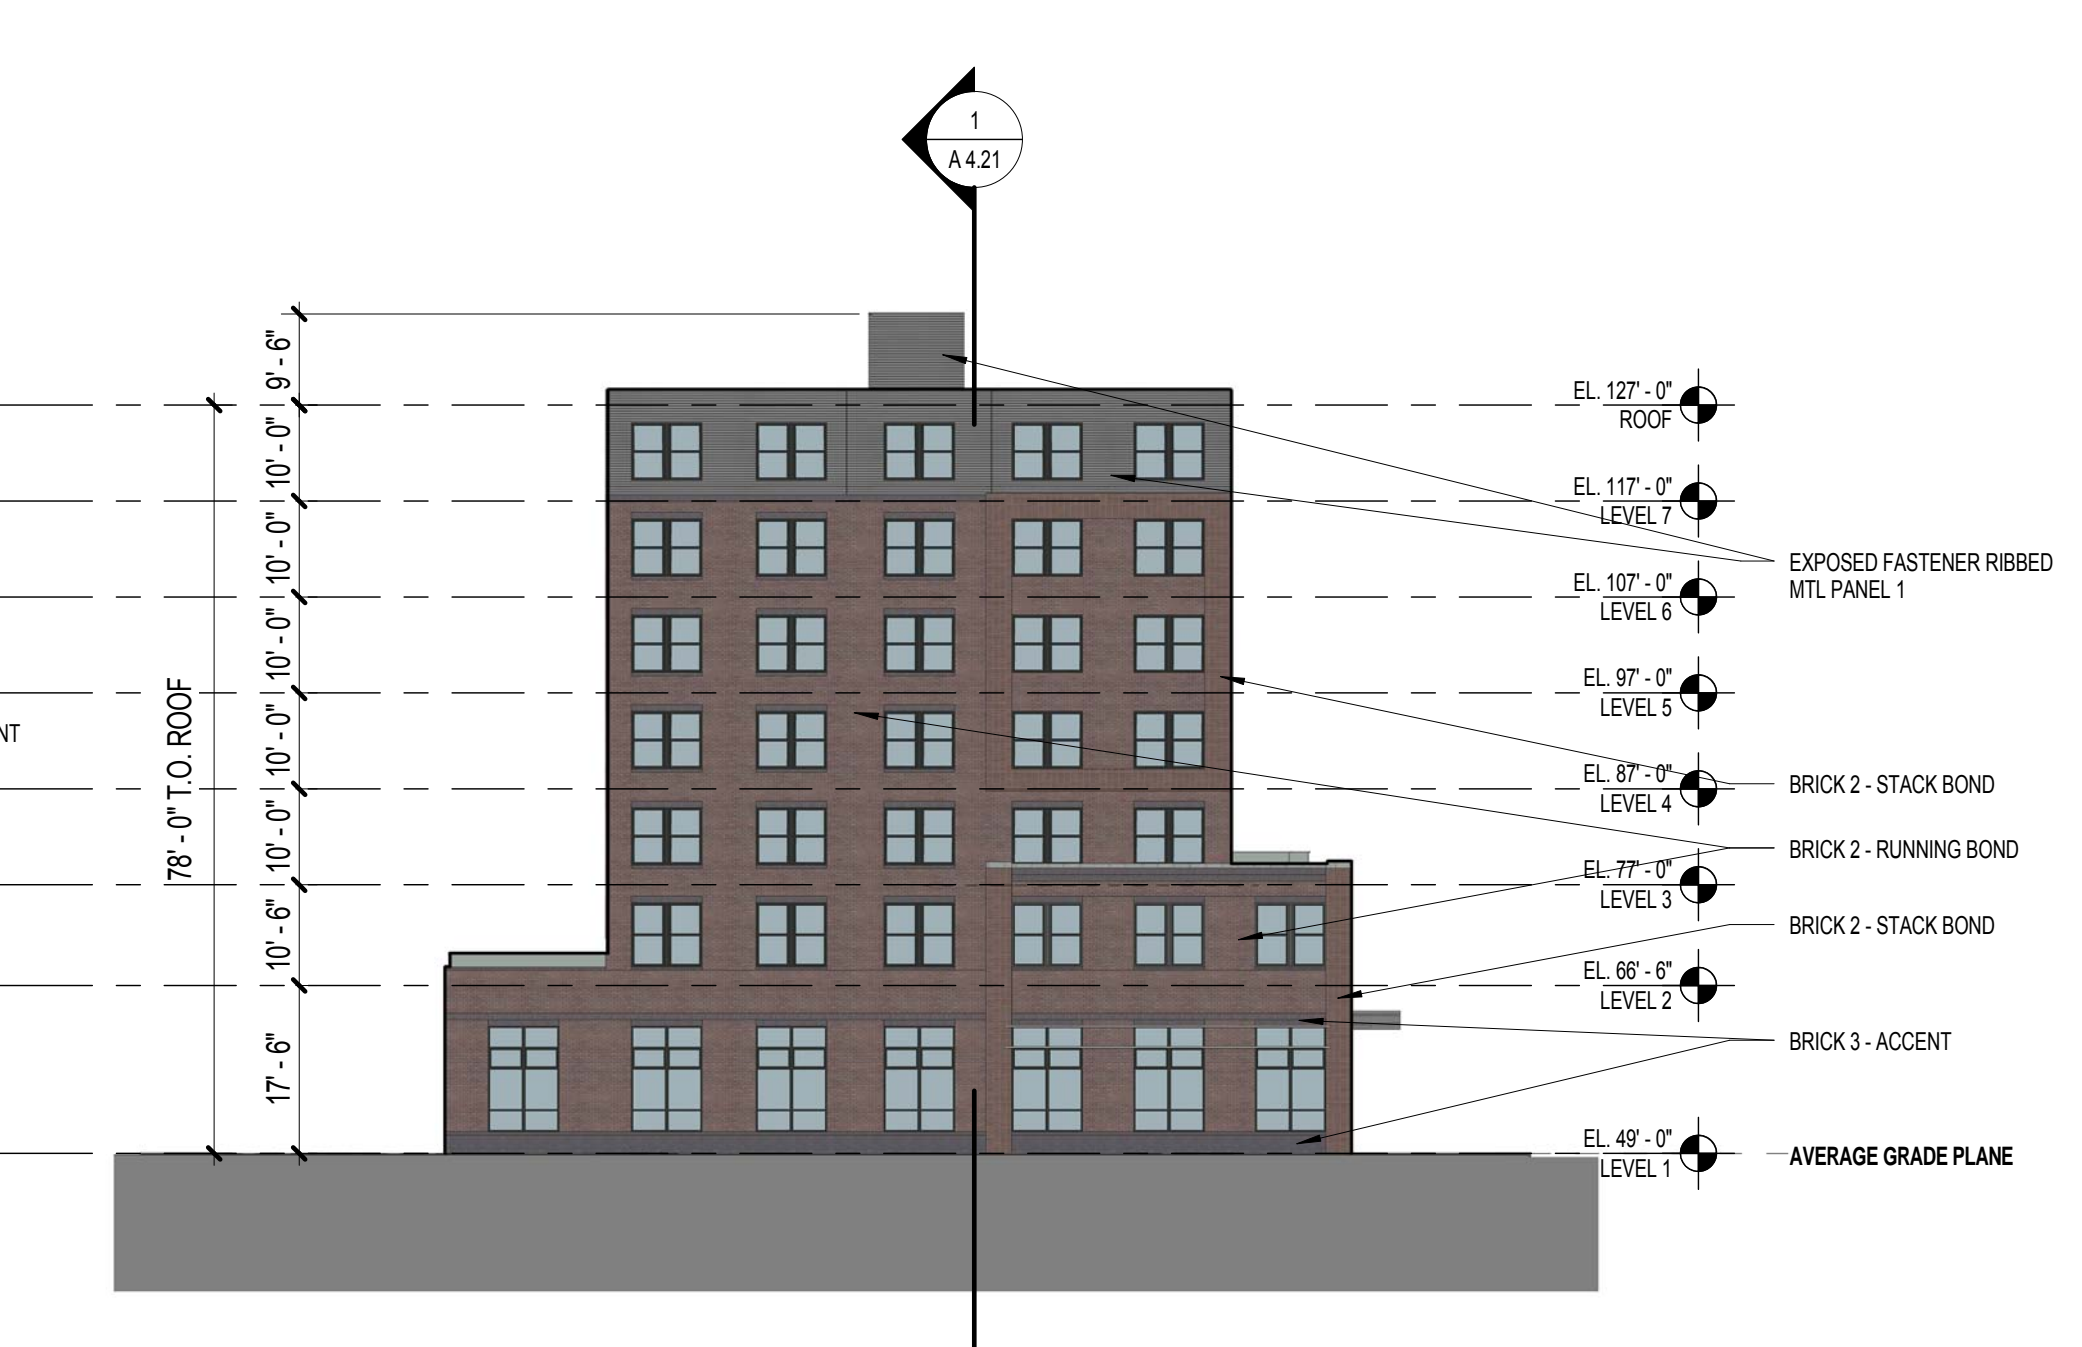 1
A 4.21
9' - 6"
10' - 0"
10' - 0"
10' - 0"
10' - 0"
10' - 0"
10' - 6"
17' - 6"
78' - 0" T.O. ROOF
NT
EL. 127' - 0"
ROOF
EL. 117' - 0"
LEVEL 7
EL. 107' - 0"
LEVEL 6
EL. 97' - 0"
LEVEL 5
EL. 87' - 0"
LEVEL 4
EL. 77' - 0"
LEVEL 3
EL. 66' - 6"
LEVEL 2
EL. 49' - 0"
LEVEL 1
EXPOSED FASTENER RIBBED
MTL PANEL 1
BRICK 2 - STACK BOND
BRICK 2 - RUNNING BOND
BRICK 2 - STACK BOND
BRICK 3 - ACCENT
AVERAGE GRADE PLANE